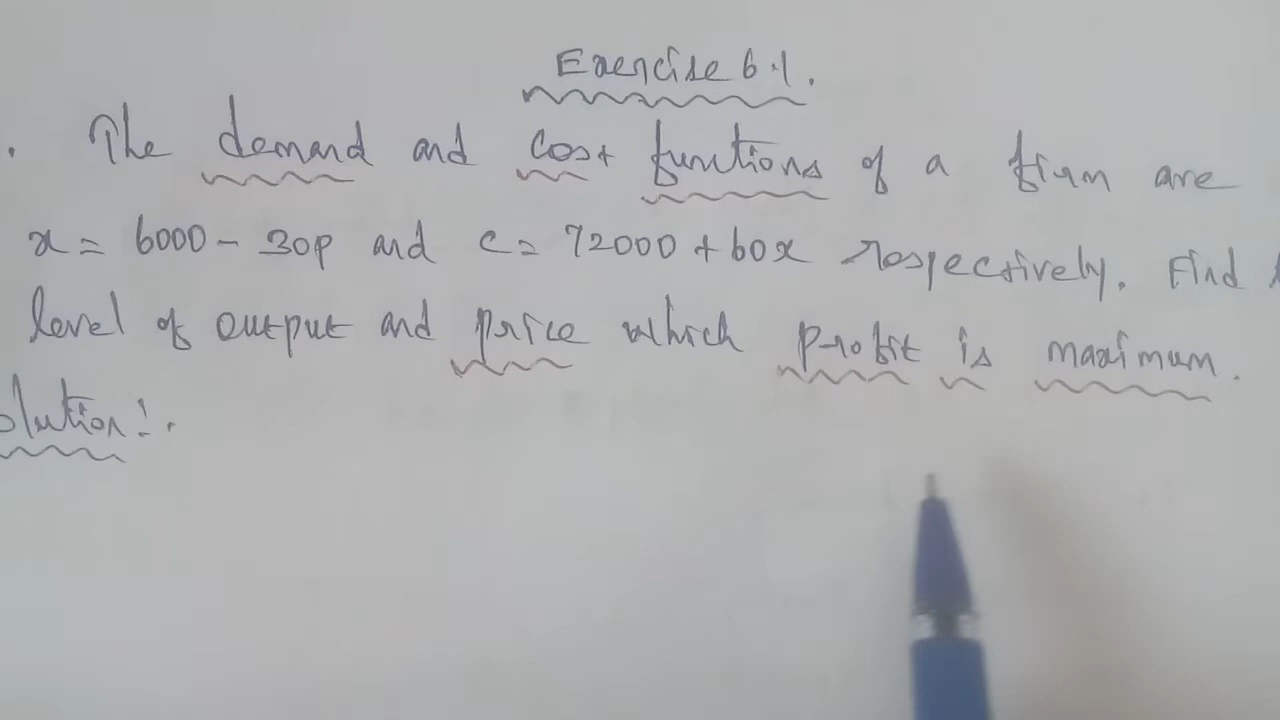 Exercise 6.1.
. The demand and cost functions of a firm are
x = 6000 - 30p and c = 72000 + 60x respectively. Find
level of output and price which profit is maximum.
olution:.